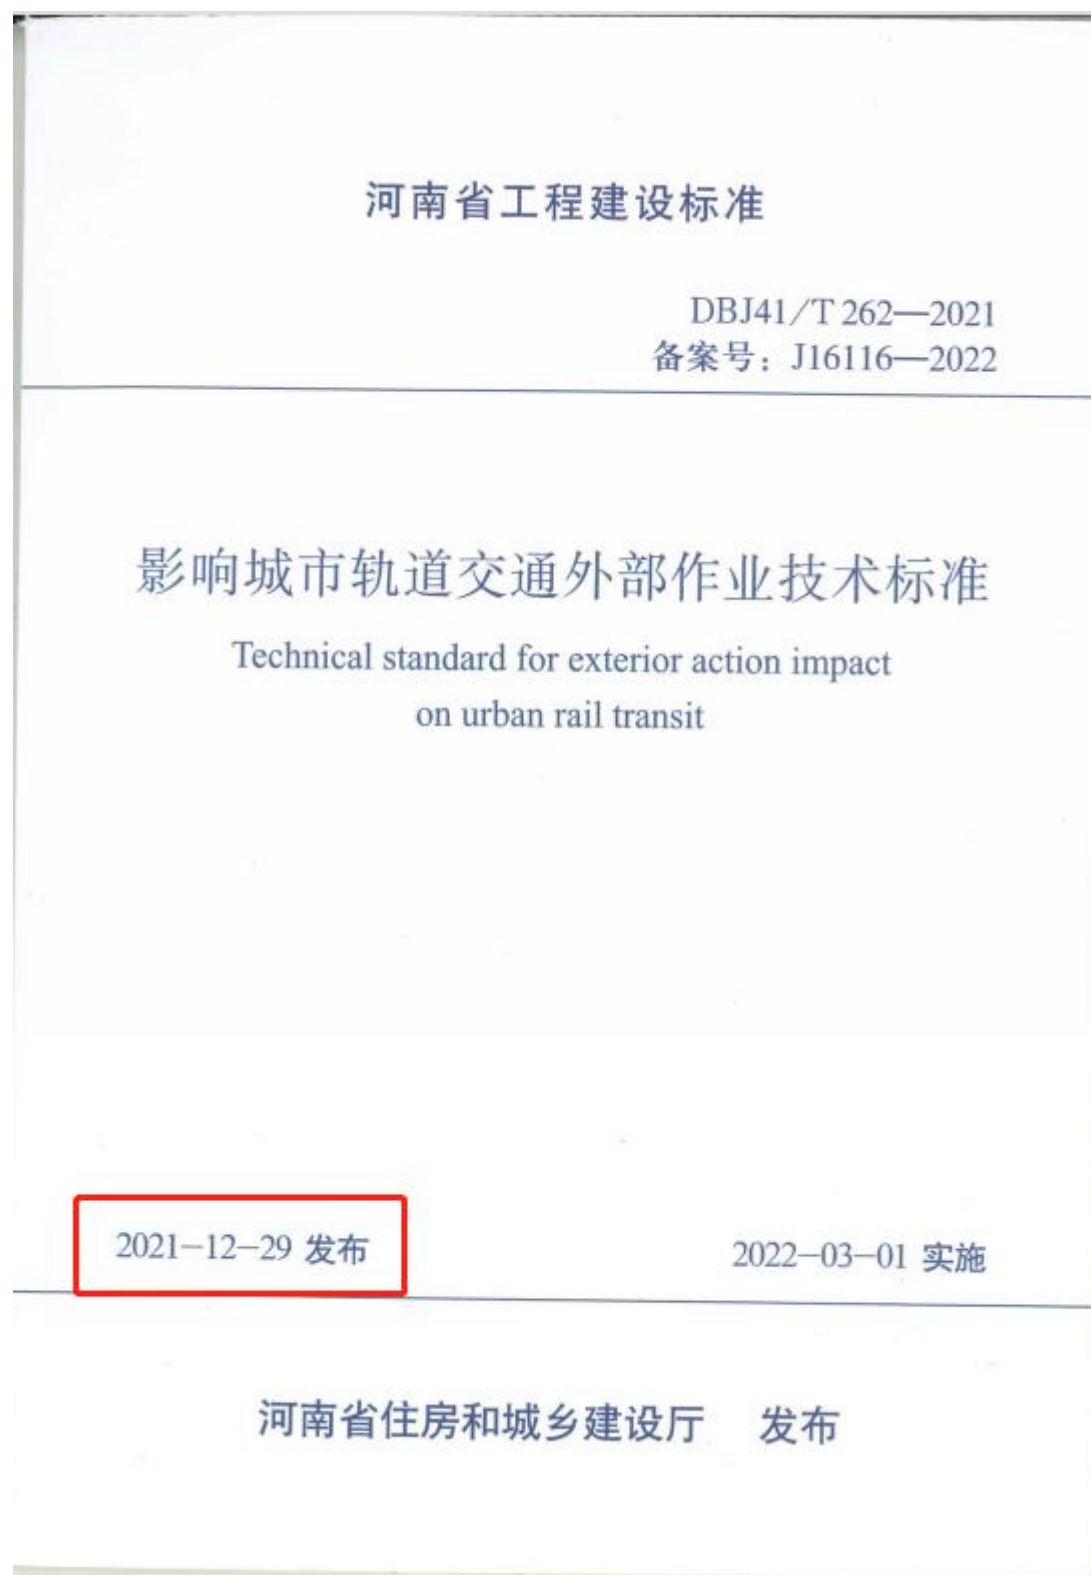 河南省工程建设标准
DBJ41/T 262—2021
备案号：J16116—2022
影响城市轨道交通外部作业技术标准
Technical standard for exterior action impact
on urban rail transit
2021-12-29 发布
2022-03-01 实施
河南省住房和城乡建设厅 发布